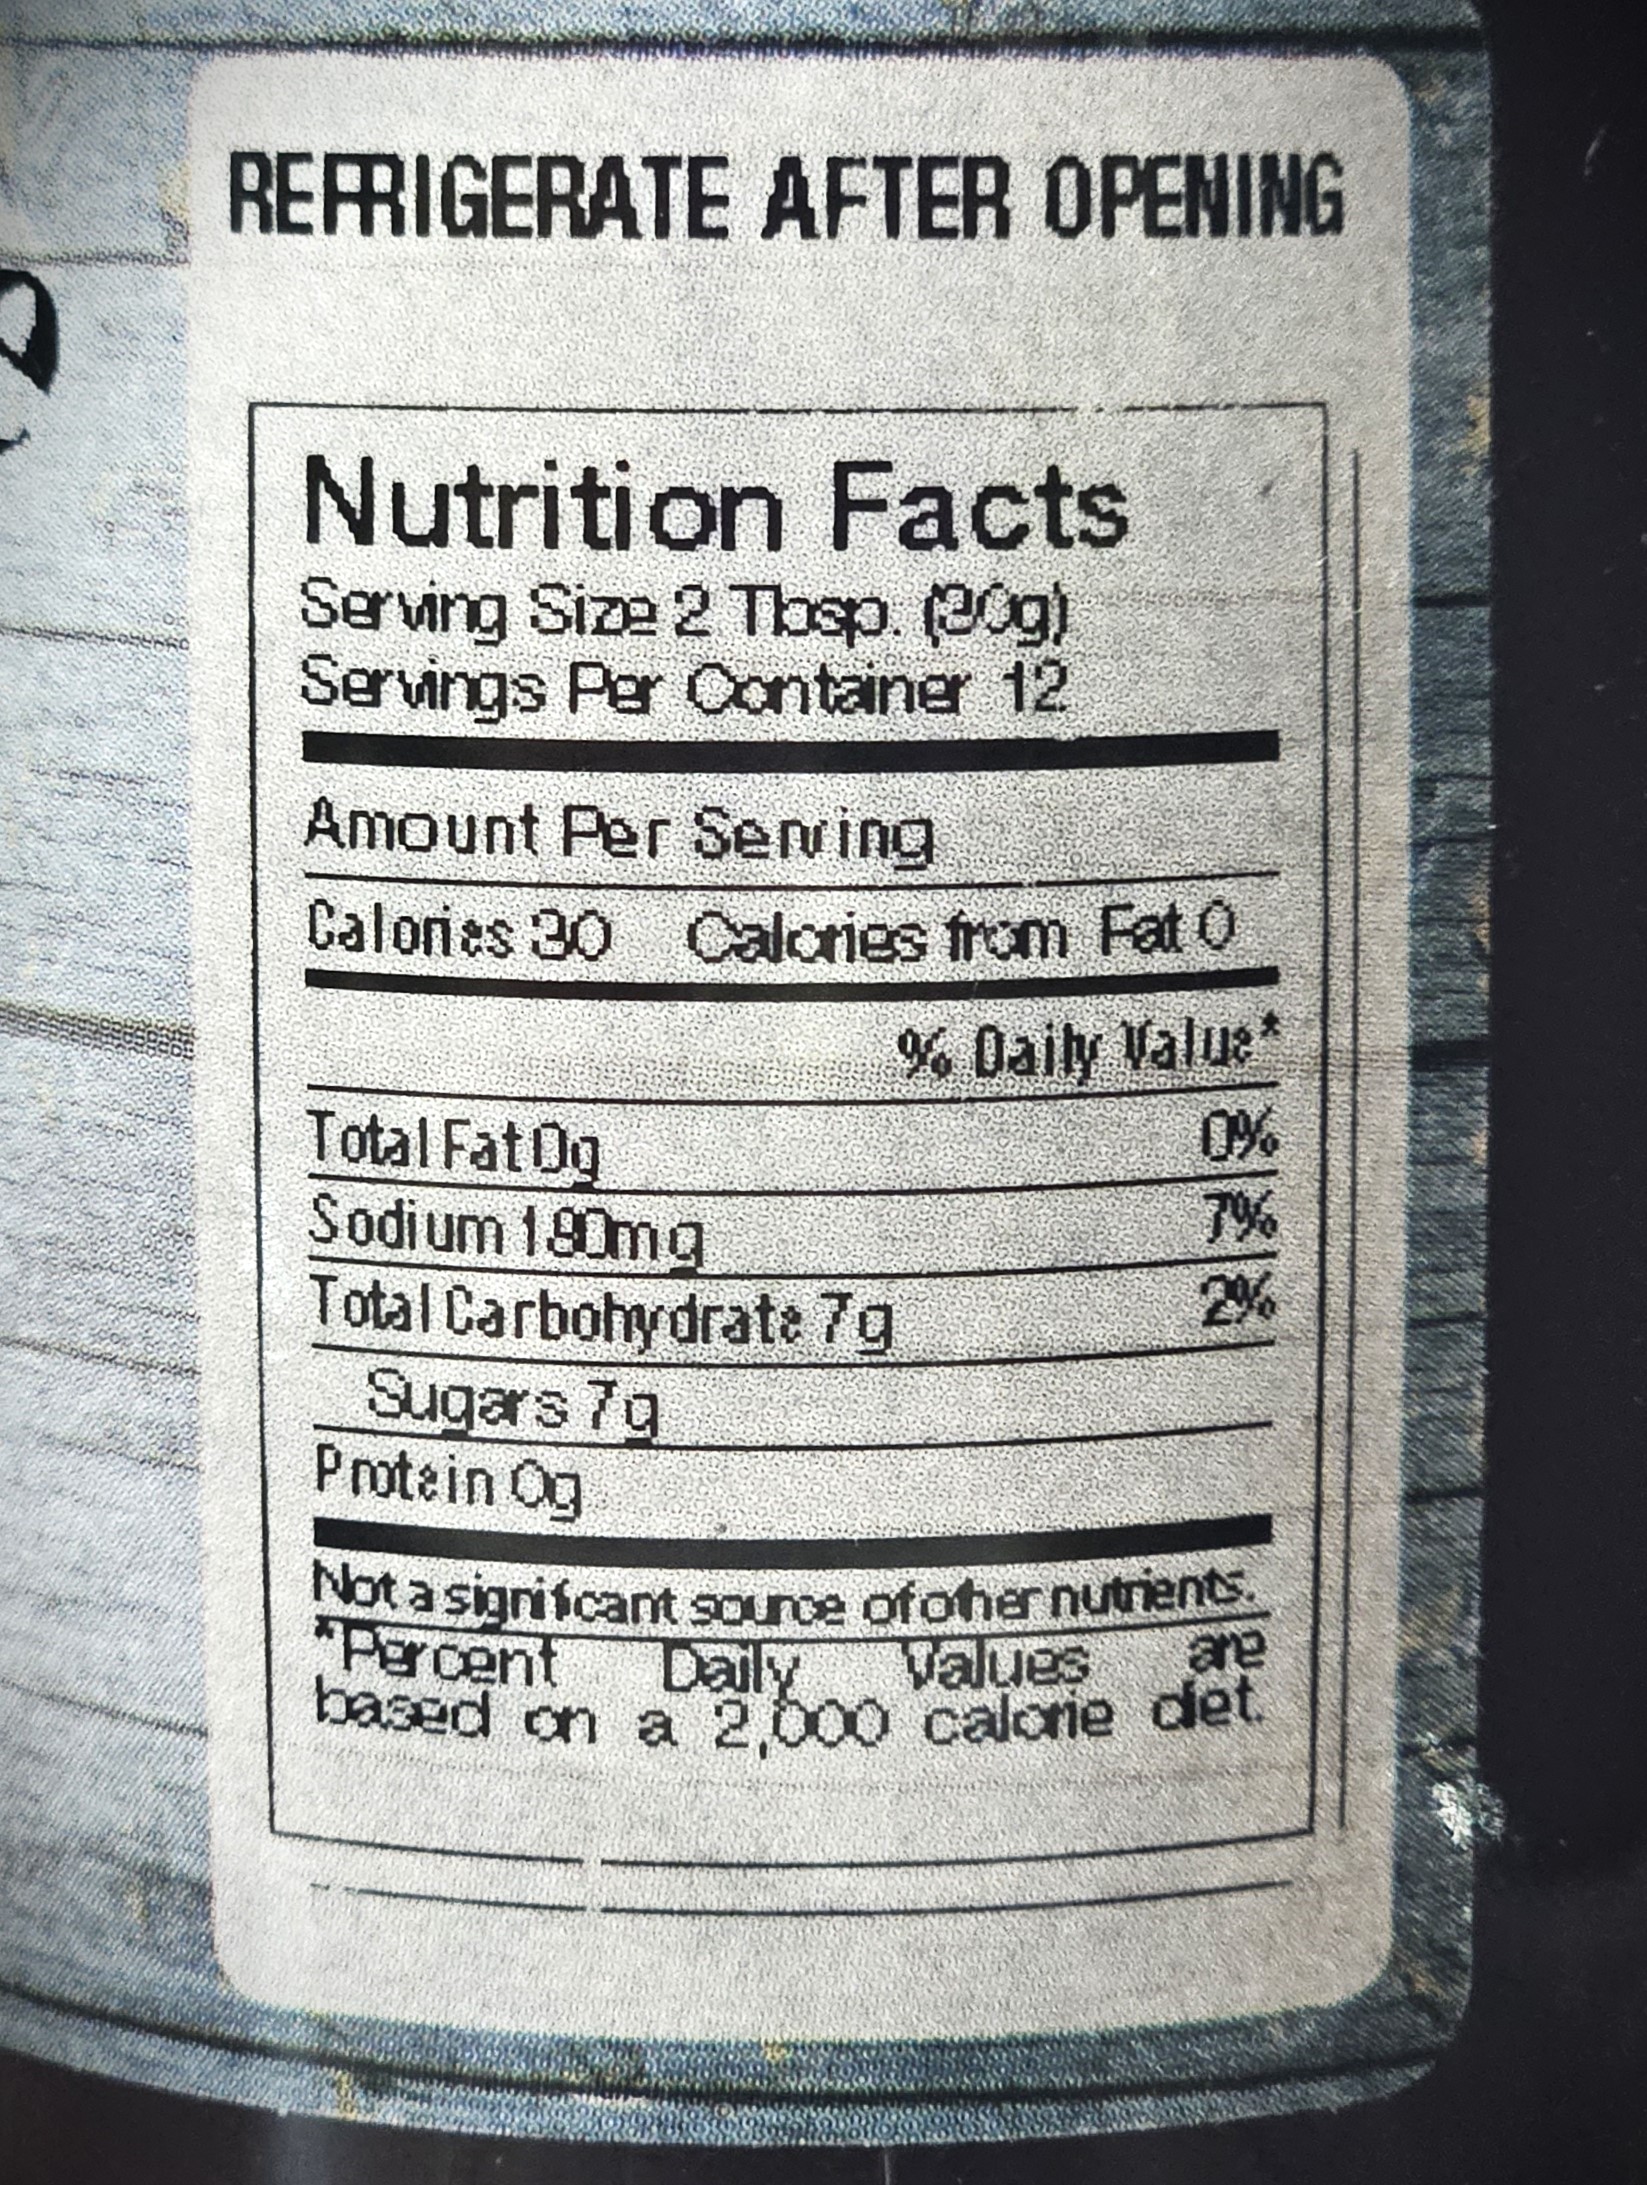 REFRIGERATE AFTER OPENING
Nutrition Facts
Serving Size 2 Tbsp. (30g)
Servings Per Container 12
Amount Per Serving
Calories 30 Calories from Fat 0
% Daily Value*
Total Fat 0g 0%
Sodium mg 7%
Total Carbohydrate 7g 2%
Sugars 7g
Protein 0g
Not a significant source of other nutrients.
*Percent Daily Values are
based on a 2,000 calorie diet.